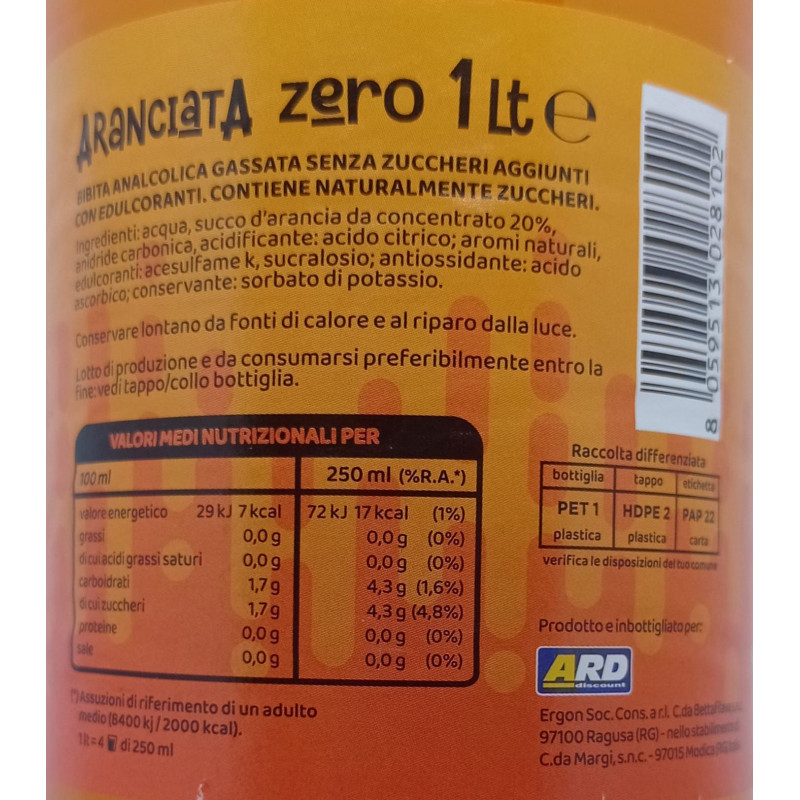 ARANCIATA zero 1 Lt e
BIBITA ANALCOLICA GASSATA SENZA ZUCCHERI AGGIUNTI
CON EDULCORANTI. CONTIENE NATURALMENTE ZUCCHERI.
Ingredienti: acqua, succo d'arancia da concentrato 20%,
anidride carbonica, acidificante: acido citrico; aromi naturali,
edulcoranti: acesulfame k, sucralosio; antiossidante: acido
ascorbico; conservante: sorbato di potassio.
Conservare lontano da fonti di calore e al riparo dalla luce.
Lotto di produzione e da consumarsi preferibilmente entro la
fine: vedi tappo/collo bottiglia.
8 059513 028102
VALORI MEDI NUTRIZIONALI PER
100 ml 250 ml (%R.A.*)
valore energetico 29 kJ 7 kcal 72 kJ 17 kcal (1%)
grassi 0,0 g 0,0 g (0%)
di cui acidi grassi saturi 0,0 g 0,0 g (0%)
carboidrati 1,7 g 4,3 g (1,6%)
di cui zuccheri 1,7 g 4,3 g (4,8%)
proteine 0,0 g 0,0 g (0%)
sale 0,0 g 0,0 g (0%)
(*) Assuzioni di riferimento di un adulto
medio (8400 kj / 2000 kcal).
1 lt = 4 di 250 ml
Raccolta differenziata
bottiglia tappo etichetta
PET 1 HDPE 2 PAP 22
plastica plastica carta
verifica le disposizioni del tuo comune
Prodotto e inbottigliato per:
ARD
discount
Ergon Soc. Cons. a r.l. C.da
97100 Ragusa (RG) - nello stabilimento
C.da Margi, s.n.c. - 97015 Modica (RG)